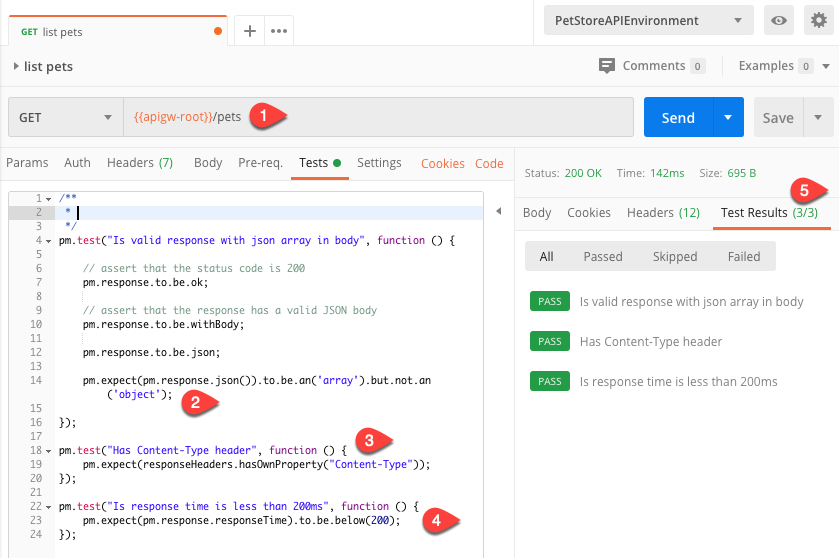 GET list pets
PetStoreAPIEnvironment
list pets
Comments 0
Examples 0
GET
{{apigw-root}}/pets
1
Send
Save
Params Auth Headers (7) Body Pre-req. Tests Settings Cookies Code
Status: 200 OK Time: 142ms Size: 695 B
5
Body Cookies Headers (12) Test Results (3/3)
All Passed Skipped Failed
PASS Is valid response with json array in body
PASS Has Content-Type header
PASS Is response time is less than 200ms
1 /**
2 *
3 */
4 pm.test("Is valid response with json array in body", function () {
5
6 // assert that the status code is 200
7 pm.response.to.be.ok;
8
9 // assert that the response has a valid JSON body
10 pm.response.to.be.withBody;
11
12 pm.response.to.be.json;
13
14 pm.expect(pm.response.json()).to.be.an('array').but.not.an
('object');
2
15
16 });
17
18 pm.test("Has Content-Type header", function () {
3
19 pm.expect(responseHeaders.hasOwnProperty("Content-Type"));
20 });
21
22 pm.test("Is response time is less than 200ms", function () {
23 pm.expect(pm.response.responseTime).to.be.below(200);
4
24 });